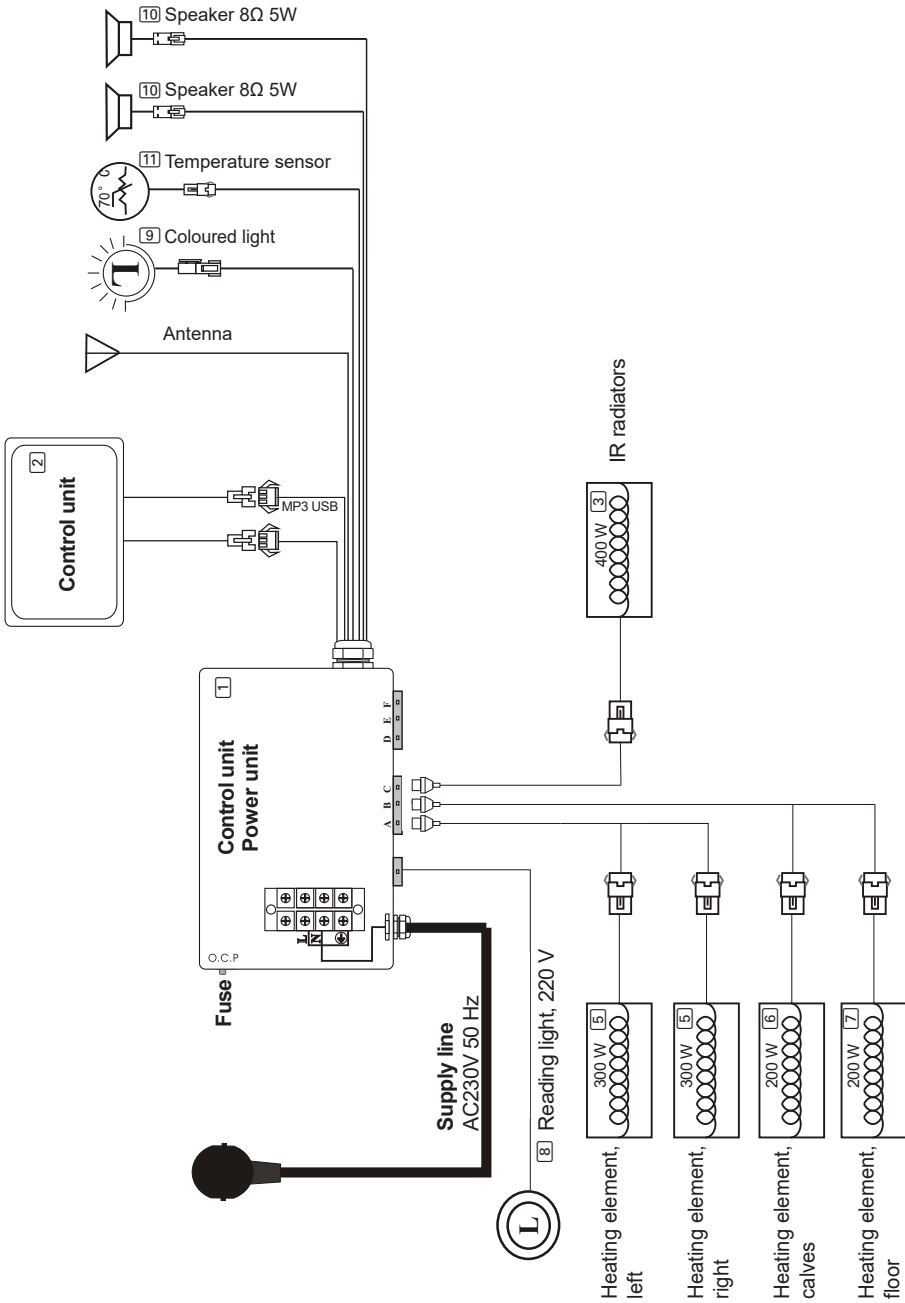 10 Speaker 8Ω 5W
10 Speaker 8Ω 5W
11 Temperature sensor
70° C
9 Coloured light
L
Antenna
2
Control unit
MP3 USB
IR radiators
3
400 W
1
Control unit
Power unit
A B C
D E F
L
N
O.C.P
Fuse
Supply line
AC230V 50 Hz
8 Reading light, 220 V
L
5
300 W
Heating element,
left
5
300 W
Heating element,
right
6
200 W
Heating element,
calves
7
200 W
Heating element,
floor